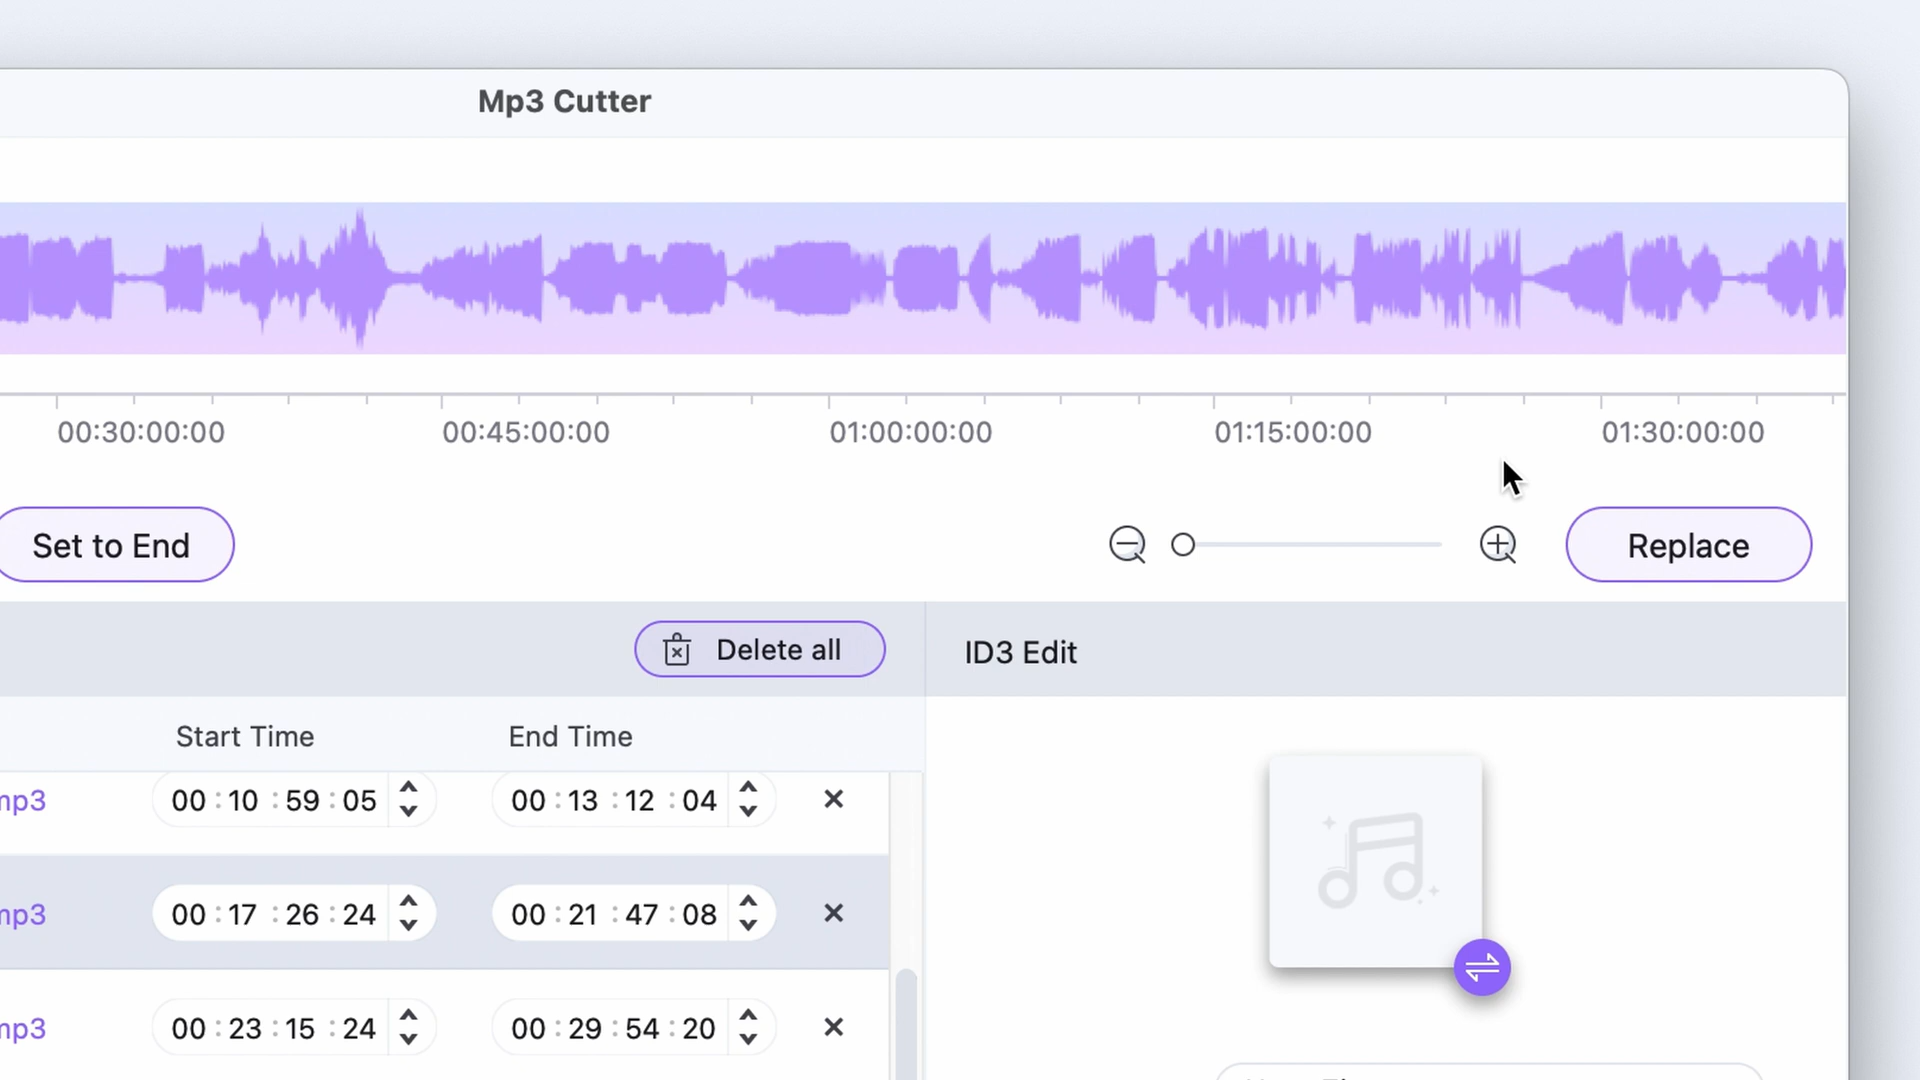 Mp3 Cutter
00:30:00:00 00:45:00:00 01:00:00:00 01:15:00:00 01:30:00:00
Set to End Replace
Delete all ID3 Edit
Start Time End Time
mp3 00 : 10 : 59 : 05 00 : 13 : 12 : 04
mp3 00 : 17 : 26 : 24 00 : 21 : 47 : 08
mp3 00 : 23 : 15 : 24 00 : 29 : 54 : 20